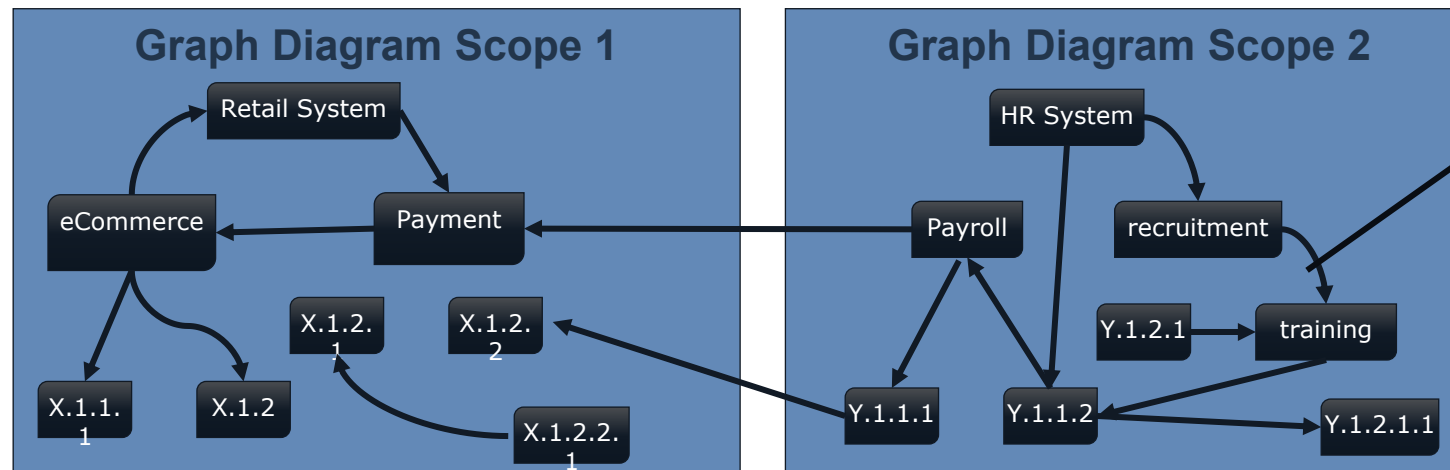 Graph Diagram Scope 1
Retail System
eCommerce
Payment
X.1.2.
1
X.1.2.
2
X.1.1.
1
X.1.2
X.1.2.2.
1
Graph Diagram Scope 2
HR System
Payroll
recruitment
Y.1.2.1
training
Y.1.1.1
Y.1.1.2
Y.1.2.1.1